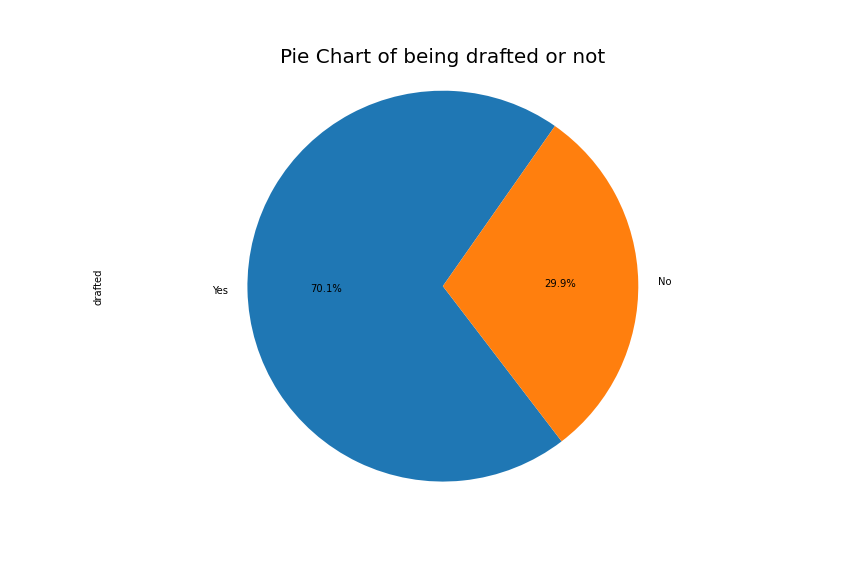 Pie Chart of being drafted or not
drafted
Yes
70.1%
29.9%
No